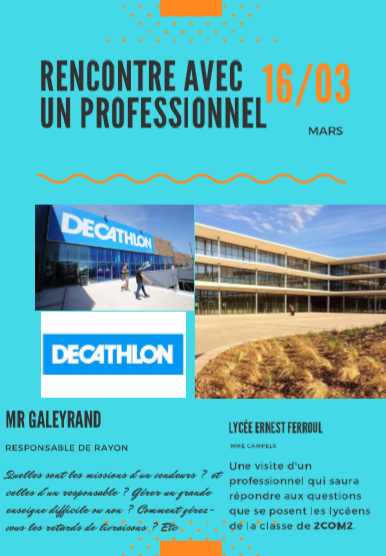 RENCONTRE AVEC
UN PROFESSIONNEL
16/03
MARS
DECATHLON
DECATHLON
MR GALEYRAND
RESPONSABLE DE RAYON
Quelles sont les missions d'un vendeurs ? et
celles d'un responsable ? Gérer un grande
enseigne difficile ou non ? Comment gérez-
vous les retards de livraisons ? Etc
LYCÉE ERNEST FERROUL
MME CAMPELS
Une visite d'un
professionnel qui saura
répondre aux questions
que se posent les lycéens
de la classe de 2COM2.